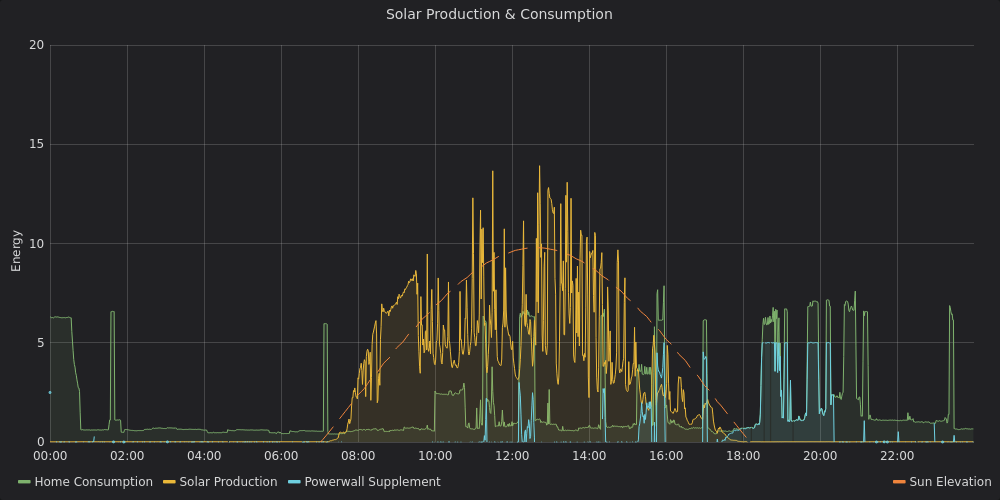 Solar Production & Consumption
20
15
10
5
0
Energy
00:00 02:00 04:00 06:00 08:00 10:00 12:00 14:00 16:00 18:00 20:00 22:00
Home Consumption Solar Production Powerwall Supplement Sun Elevation